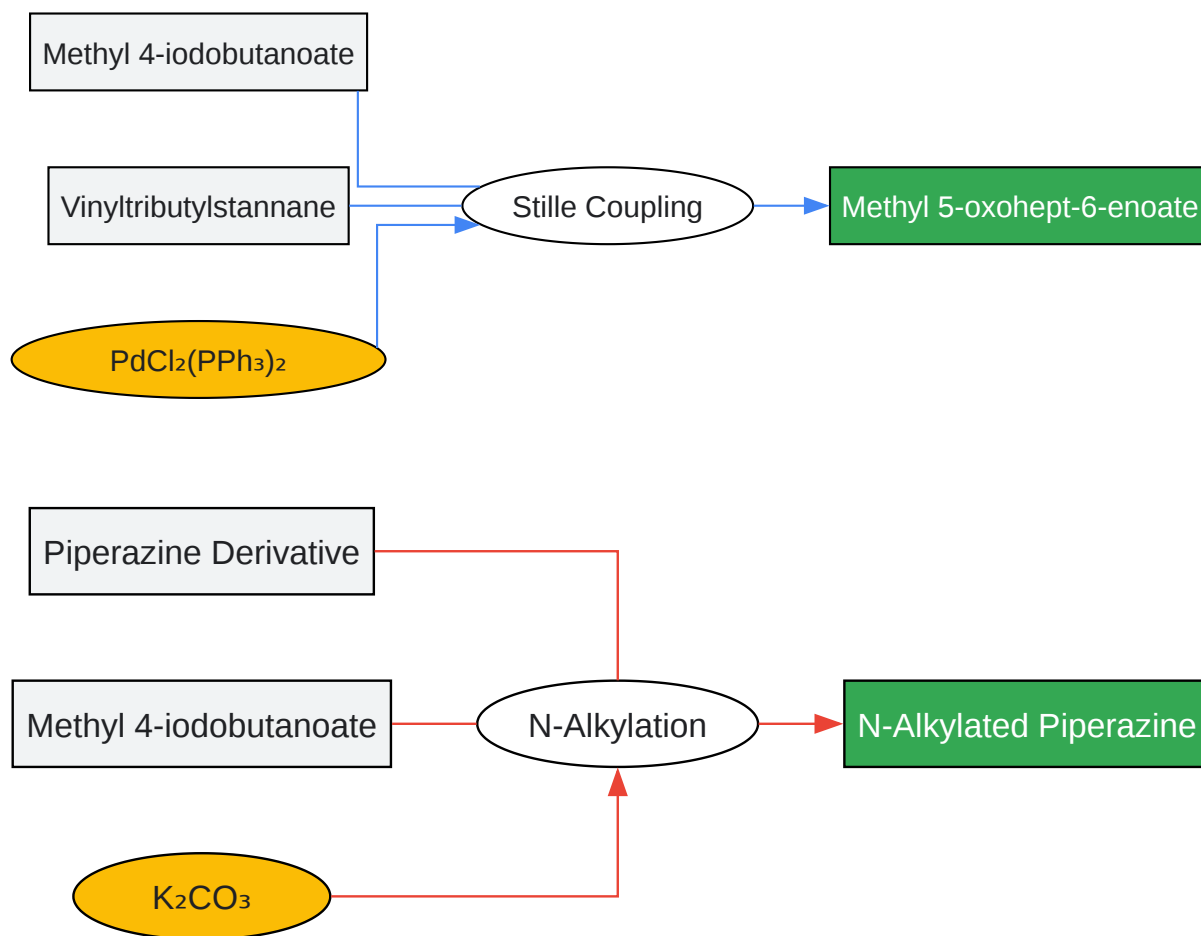 Methyl 4-iodobutanoate
Vinyltributylstannane
Stille Coupling
Methyl 5-oxohept-6-enoate
PdCl₂(PPh₃)₂
Piperazine Derivative
Methyl 4-iodobutanoate
N-Alkylation
N-Alkylated Piperazine
K₂CO₃